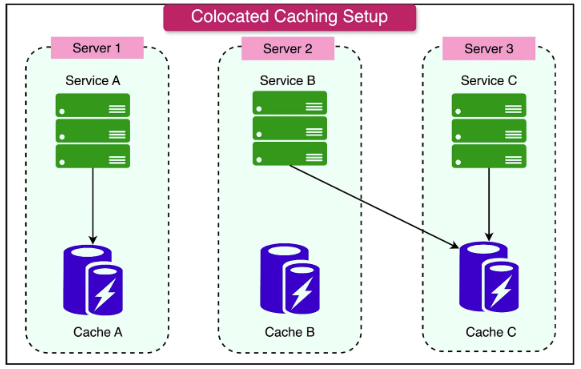 Colocated Caching Setup
Server 1
Server 2
Server 3
Service A
Service B
Service C
Cache A
Cache B
Cache C